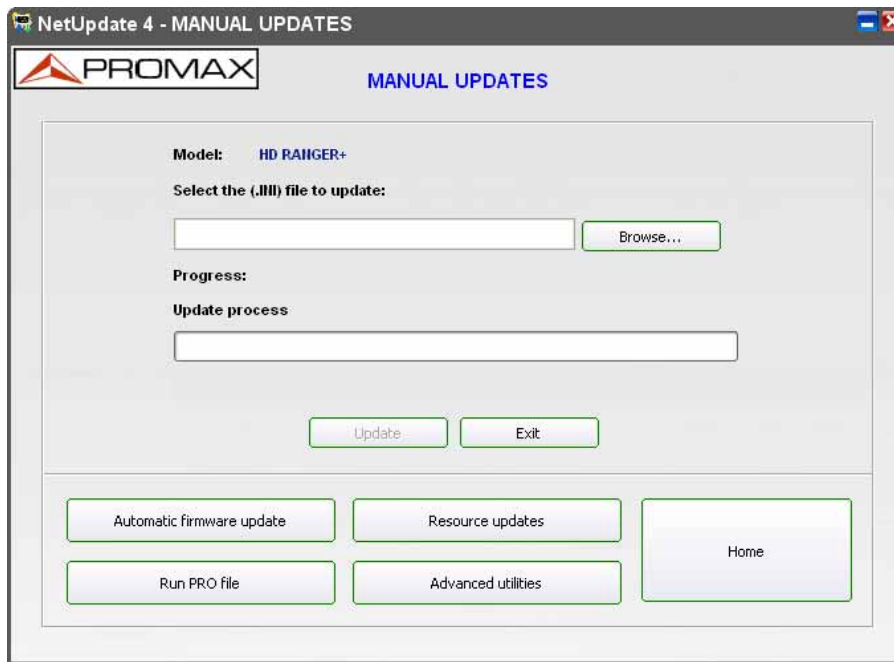 NetUpdate 4 - MANUAL UPDATES
PROMAX
MANUAL UPDATES
Model: HD RANGER+
Select the (.INI) file to update:
Browse...
Progress:
Update process
Update Exit
Automatic firmware update Resource updates
Home
Run PRO file Advanced utilities